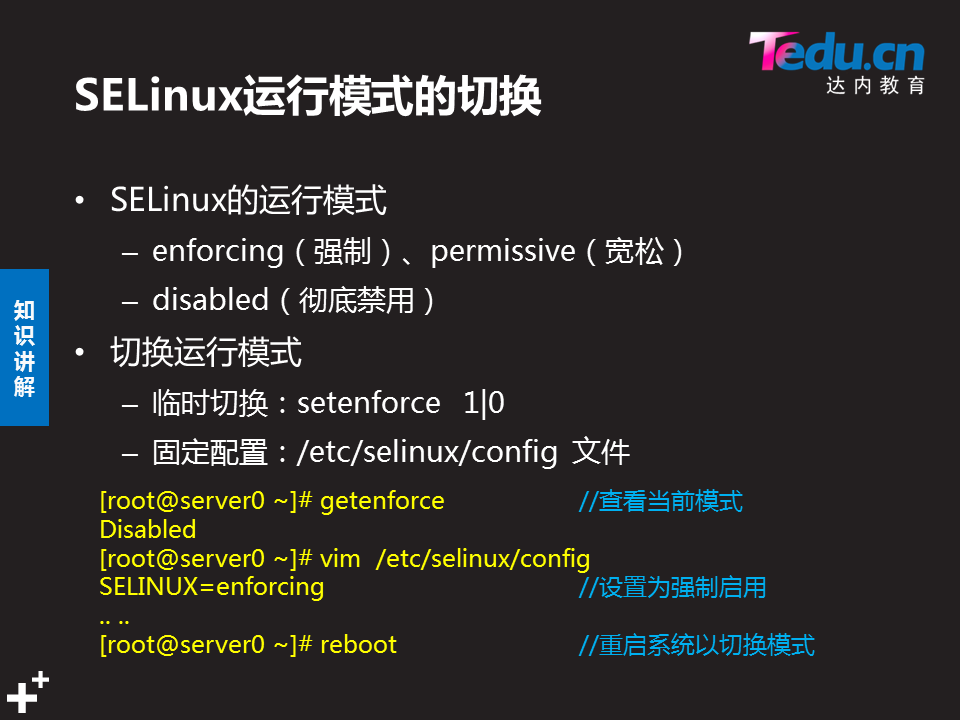 Tedu.cn
达内教育
SELinux运行模式的切换
• SELinux的运行模式
– enforcing（强制）、permissive（宽松）
– disabled（彻底禁用）
• 切换运行模式
– 临时切换：setenforce 1|0
– 固定配置：/etc/selinux/config 文件
知识讲解
[root@server0 ~]# getenforce //查看当前模式
Disabled
[root@server0 ~]# vim /etc/selinux/config
SELINUX=enforcing //设置为强制启用
.. ..
[root@server0 ~]# reboot //重启系统以切换模式